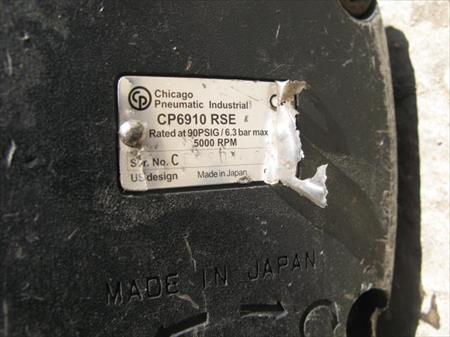 CP Chicago
Pneumatic Industrial
CP6910 RSE
Rated at 90PSIG / 6.3 bar max
5000 RPM
Ser. No. C
US design Made in Japan
MADE IN JAPAN